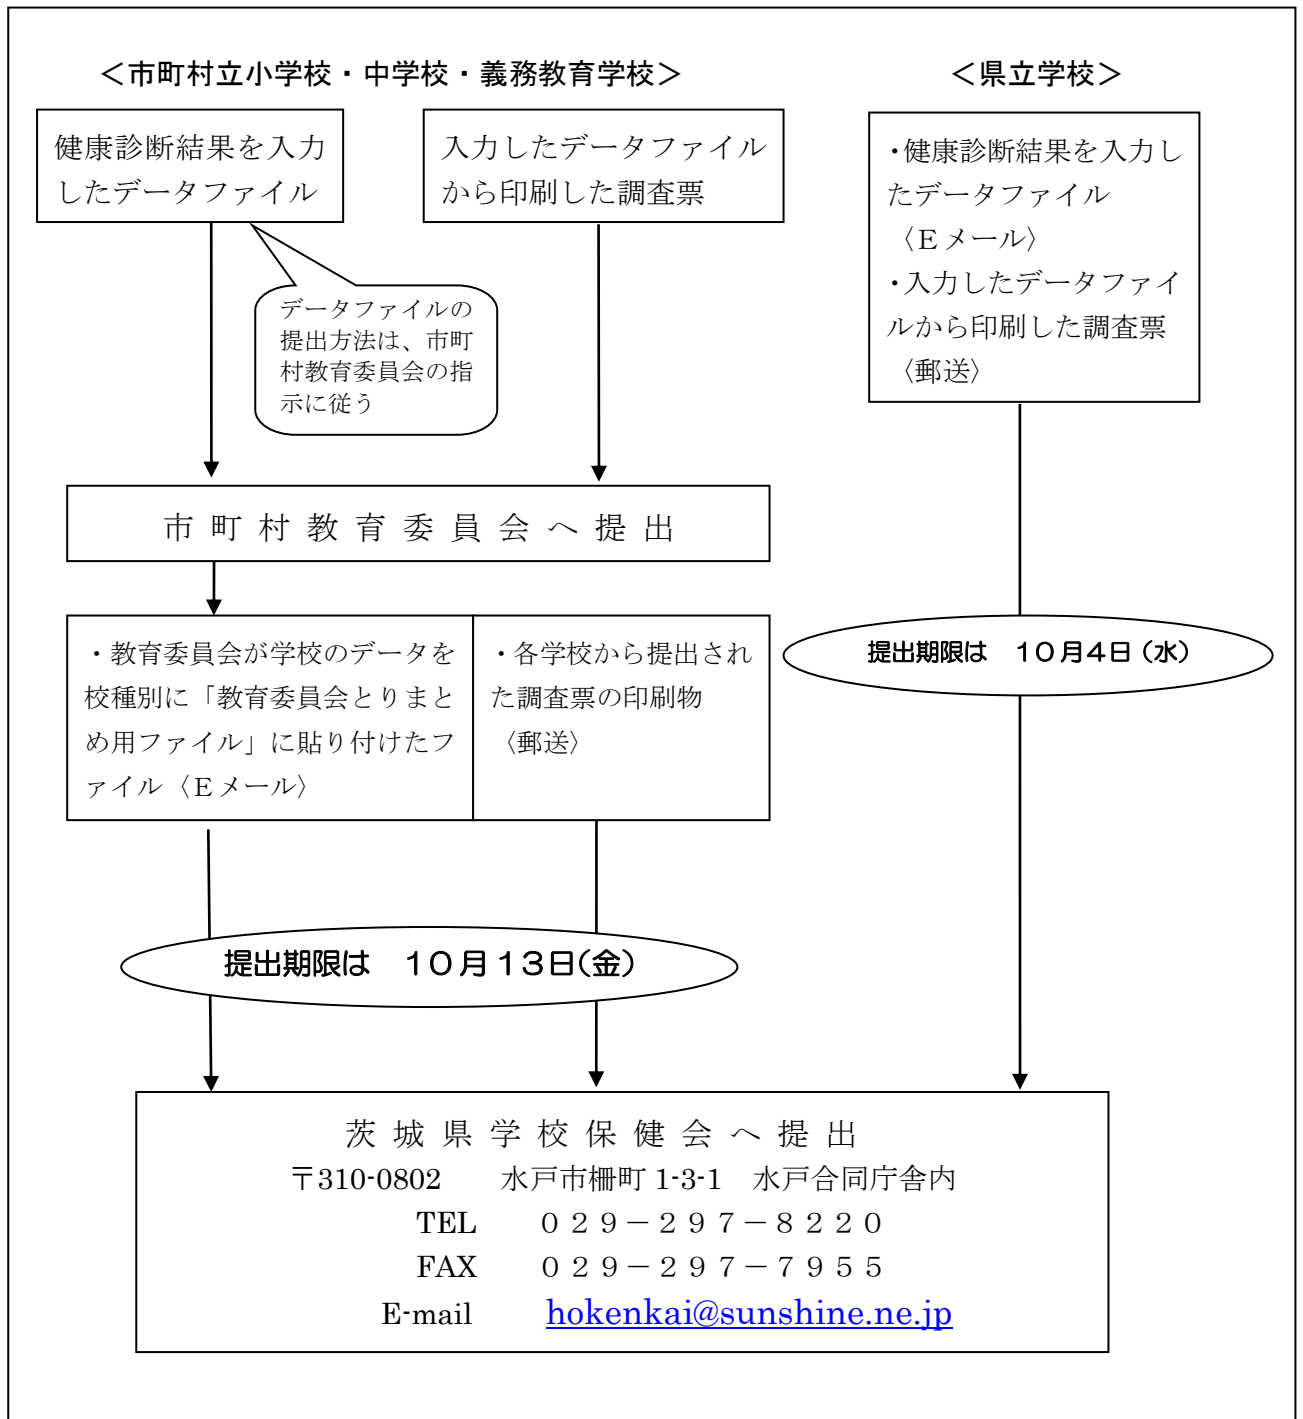 ＜市町村立小学校・中学校・義務教育学校＞
＜県立学校＞
健康診断結果を入力
したデータファイル
入力したデータファイル
から印刷した調査票
・健康診断結果を入力し
たデータファイル
〈Ｅメール〉
・入力したデータファイ
ルから印刷した調査票
〈郵送〉
データファイルの
提出方法は、市町
村教育委員会の指
示に従う
市町村教育委員会へ提出
・教育委員会が学校のデータを
校種別に「教育委員会とりまと
め用ファイル」に貼り付けたフ
ァイル〈Ｅメール〉
・各学校から提出され
た調査票の印刷物
〈郵送〉
提出期限は　１０月４日（水）
提出期限は　１０月１３日（金）
茨城県学校保健会へ提出
〒310-0802　　水戸市柵町 1-3-1　水戸合同庁舎内
TEL　　０２９－２９７－８２２０
FAX　　０２９－２９７－７９５５
E-mail　　hokenkai@sunshine.ne.jp